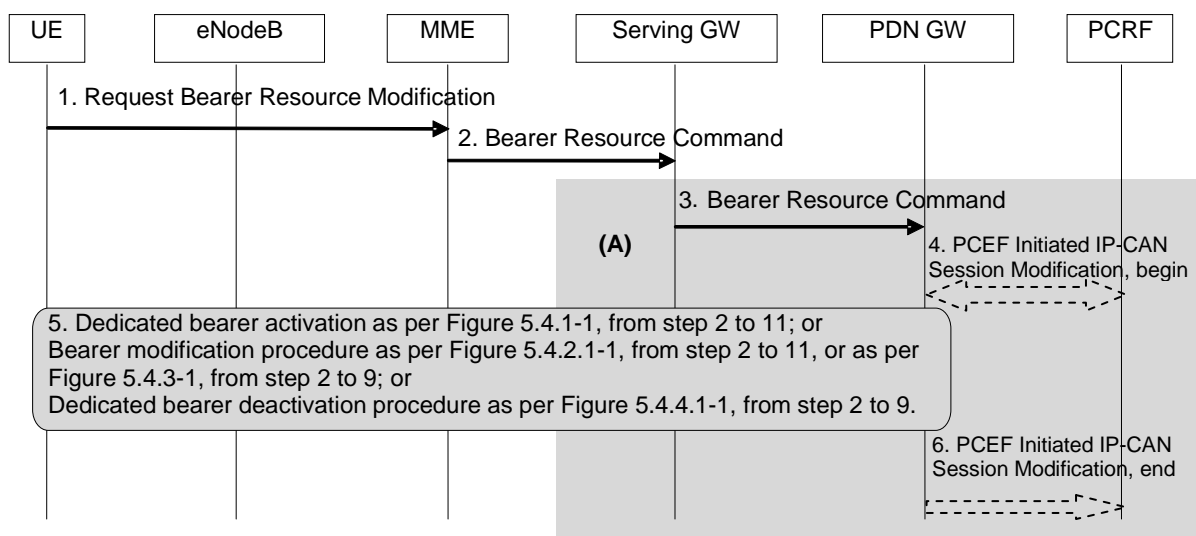 UE
eNodeB
MME
Serving GW
PDN GW
PCRF
1. Request Bearer Resource Modification
2. Bearer Resource Command
3. Bearer Resource Command
(A)
4. PCEF Initiated IP-CAN
Session Modification, begin
5. Dedicated bearer activation as per Figure 5.4.1-1, from step 2 to 11; or
Bearer modification procedure as per Figure 5.4.2.1-1, from step 2 to 11, or as per
Figure 5.4.3-1, from step 2 to 9; or
Dedicated bearer deactivation procedure as per Figure 5.4.4.1-1, from step 2 to 9.
6. PCEF Initiated IP-CAN
Session Modification, end